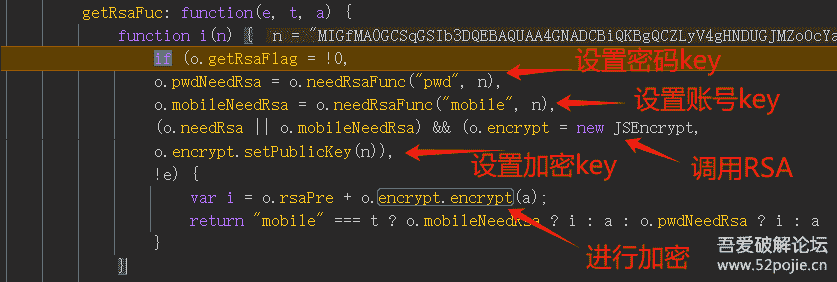 getRsaFuc: function(e, t, a) {
function i(n) { n = "MIGfMA0GCSqGSIb3DQEBAQUAA4GNADCBiQKBgQCZLyV4gHNDUGJMZoOcYa
if (o.getRsaFlag = !0,
设置密码key
o.pwdNeedRsa = o.needRsaFunc("pwd", n),
o.mobileNeedRsa = o.needRsaFunc("mobile", n),
设置账号key
(o.needRsa || o.mobileNeedRsa) && (o.encrypt = new JSEncrypt,
o.encrypt.setPublicKey(n)),
设置加密key
调用RSA
!e) {
var i = o.rsaPre + o.encrypt.encrypt(a);
return "mobile" === t ? o.mobileNeedRsa ? i : a : o.pwdNeedRsa ? i : a
}
进行加密
}
吾爱破解论坛
www.52pojie.cn